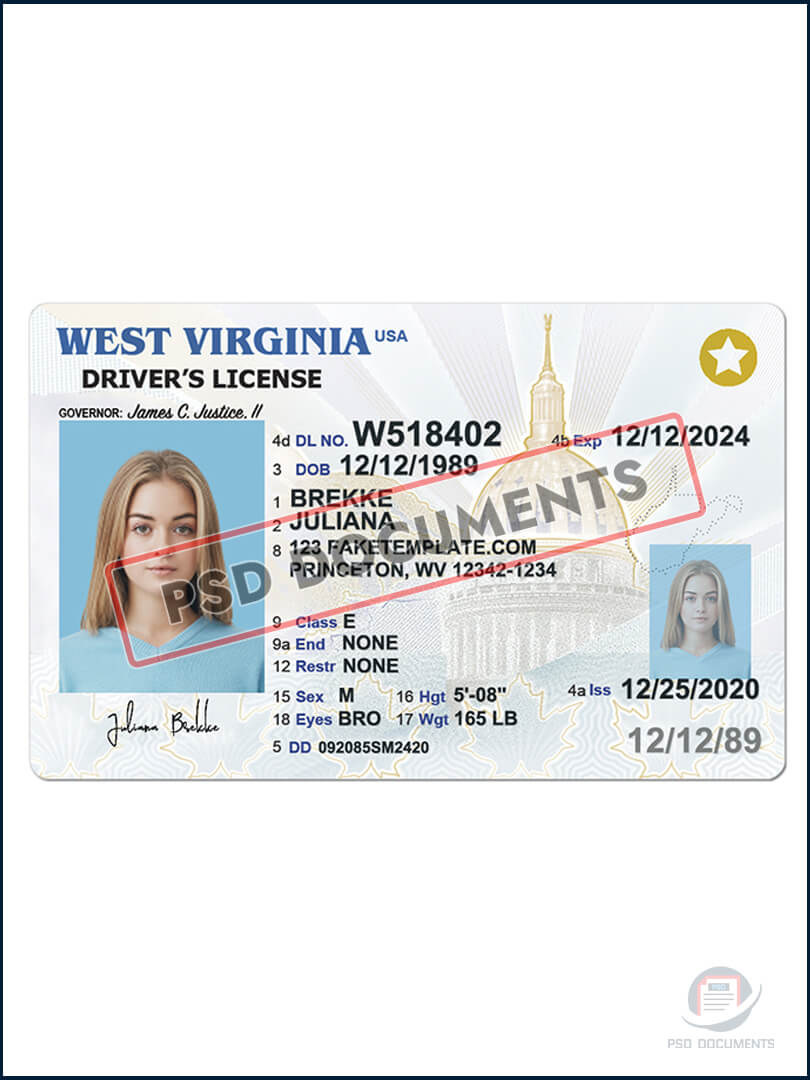 WEST VIRGINIA USA
DRIVER'S LICENSE
GOVERNOR: James C. Justice, II
4d DL NO. W518402 4b Exp 12/12/2024
3 DOB 12/12/1989
1 BREKKE
2 JULIANA
8 123 FAKETEMPLATE.COM
PRINCETON, WV 12342-1234
PSD DOCUMENTS
9 Class E
9a End NONE
12 Restr NONE
15 Sex M 16 Hgt 5'-08" 4a Iss 12/25/2020
18 Eyes BRO 17 Wgt 165 LB
Juliana Brekke
5 DD 092085SM2420
12/12/89
PSD
PSD DOCUMENTS